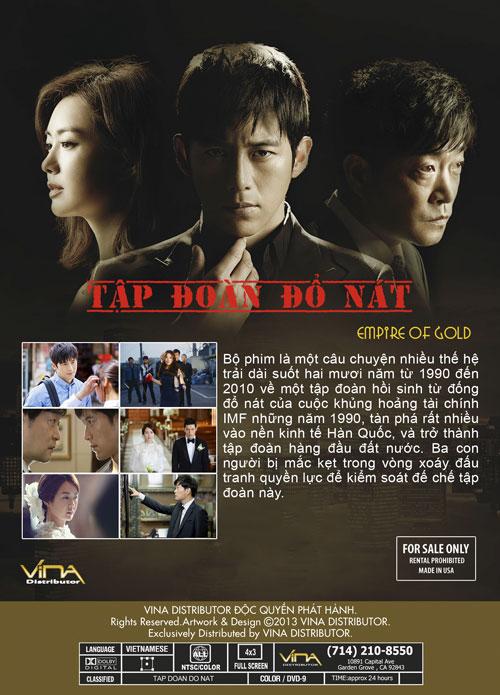 TẬP ĐOÀN ĐỔ NÁT
EMPIRE OF GOLD
Bộ phim là một câu chuyện nhiều thế hệ
trải dài suốt hai mươi năm từ 1990 đến
2010 về một tập đoàn hồi sinh từ đống
đổ nát của cuộc khủng hoảng tài chính
IMF những năm 1990, tàn phá rất nhiều
vào nền kinh tế Hàn Quốc, và trở thành
tập đoàn hàng đầu đất nước. Ba con
người bị mắc kẹt trong vòng xoáy đấu
tranh quyền lực để kiểm soát đế chế tập
đoàn này.
FOR SALE ONLY
RENTAL PROHIBITED
MADE IN USA
VINA
Distributor
VINA DISTRIBUTOR ĐỘC QUYỀN PHÁT HÀNH.
Rights Reserved.Artwork & Design ©2013 VINA DISTRIBUTOR.
Exclusively Distributed by VINA DISTRIBUTOR.
LANGUAGE VIETNAMESE ALL 4x3 VINA DISTRIBUTOR (714) 210-8550
DOLBY DIGITAL NTSC/COLOR FULL SCREEN 10891 Capital Ave
Garden Grove , CA 92843
CLASSIFIED TAP DOAN DO NAT COLOR / DVD-9 TIME:approx 24 hours